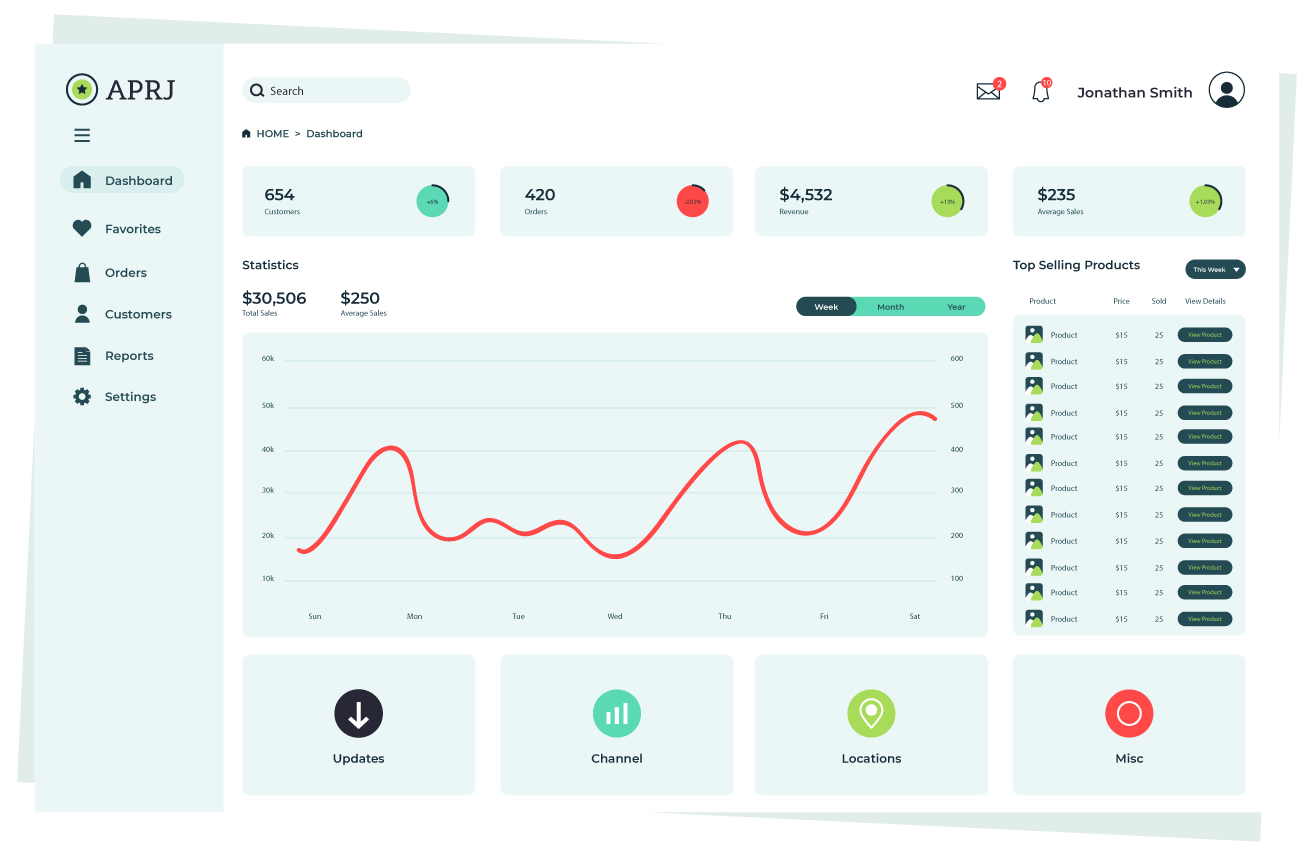 APRJ
Search
2
10
Jonathan Smith
HOME > Dashboard
Dashboard
Favorites
Orders
Customers
Reports
Settings
654
Customers
+6%
420
Orders
-2.02%
$4,532
Revenue
+13%
$235
Average Sales
+1.03%
Statistics
$30,506
Total Sales
$250
Average Sales
Week Month Year
60k 600
50k 500
40k 400
30k 300
20k 200
10k 100
Sun Mon Tue Wed Thu Fri Sat
Top Selling Products
This Week
Product Price Sold View Details
Product $15 25 View Product
Product $15 25 View Product
Product $15 25 View Product
Product $15 25 View Product
Product $15 25 View Product
Product $15 25 View Product
Product $15 25 View Product
Product $15 25 View Product
Product $15 25 View Product
Product $15 25 View Product
Product $15 25 View Product
Product $15 25 View Product
Updates
Channel
Locations
Misc